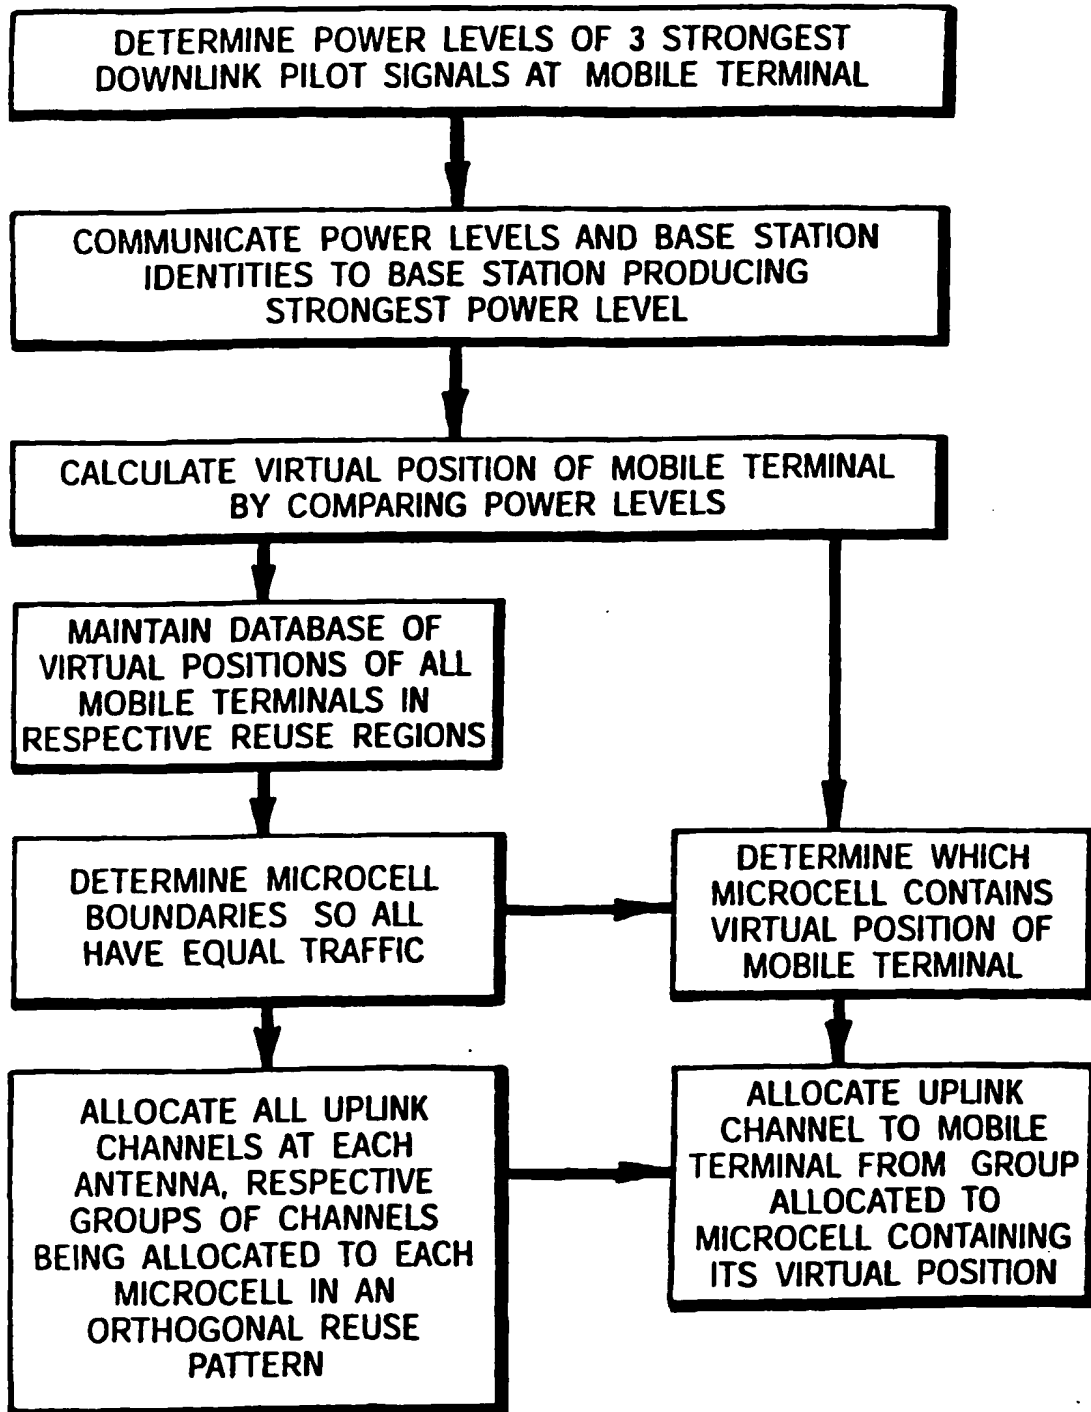 DETERMINE POWER LEVELS OF 3 STRONGEST
DOWNLINK PILOT SIGNALS AT MOBILE TERMINAL
COMMUNICATE POWER LEVELS AND BASE STATION
IDENTITIES TO BASE STATION PRODUCING
STRONGEST POWER LEVEL
CALCULATE VIRTUAL POSITION OF MOBILE TERMINAL
BY COMPARING POWER LEVELS
MAINTAIN DATABASE OF
VIRTUAL POSITIONS OF ALL
MOBILE TERMINALS IN
RESPECTIVE REUSE REGIONS
DETERMINE MICROCELL
BOUNDARIES SO ALL
HAVE EQUAL TRAFFIC
DETERMINE WHICH
MICROCELL CONTAINS
VIRTUAL POSITION OF
MOBILE TERMINAL
ALLOCATE ALL UPLINK
CHANNELS AT EACH
ANTENNA, RESPECTIVE
GROUPS OF CHANNELS
BEING ALLOCATED TO EACH
MICROCELL IN AN
ORTHOGONAL REUSE
PATTERN
ALLOCATE UPLINK
CHANNEL TO MOBILE
TERMINAL FROM GROUP
ALLOCATED TO
MICROCELL CONTAINING
ITS VIRTUAL POSITION